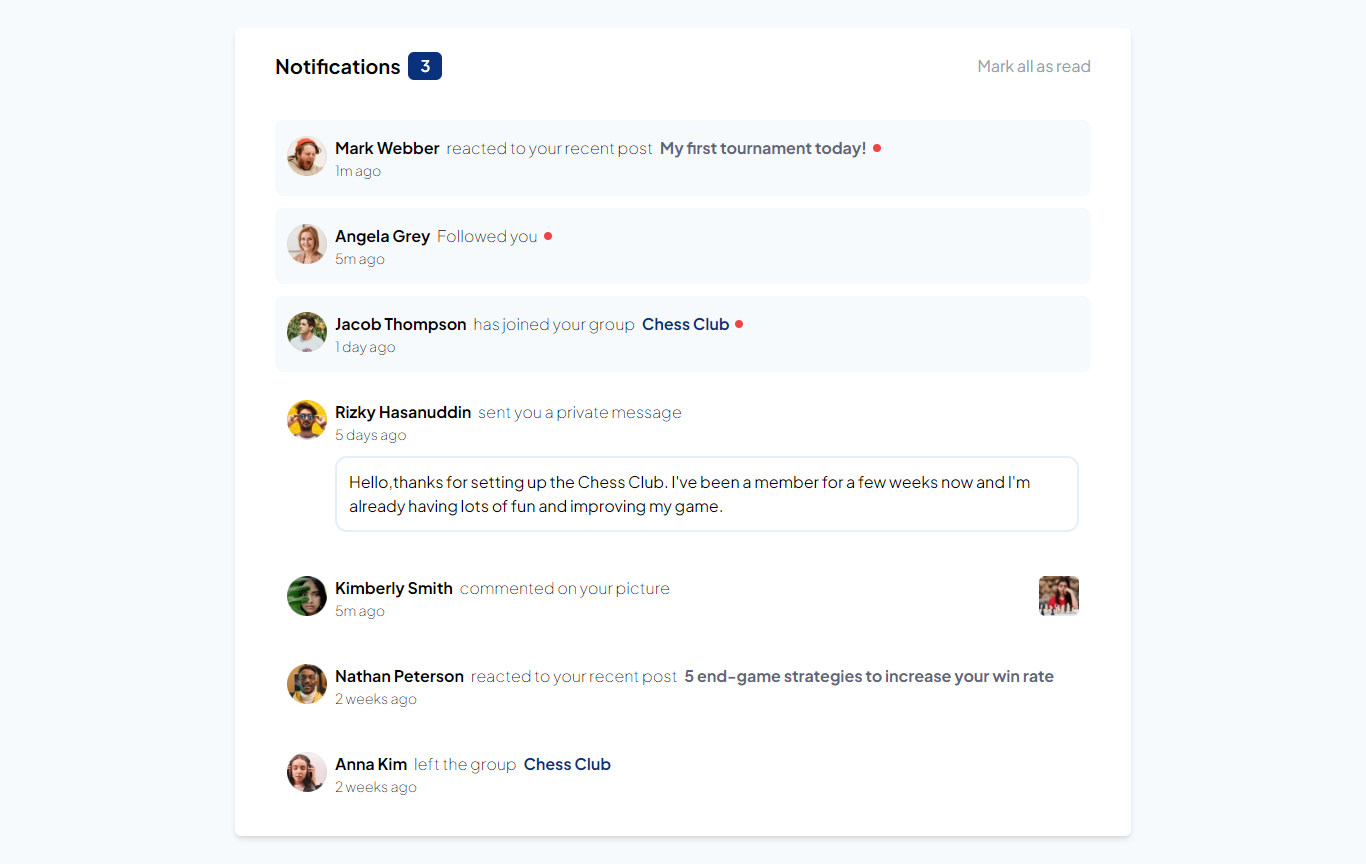 Notifications 3
Mark all as read
Mark Webber reacted to your recent post My first tournament today!
1m ago
Angela Grey Followed you
5m ago
Jacob Thompson has joined your group Chess Club
1 day ago
Rizky Hasanuddin sent you a private message
5 days ago
Hello,thanks for setting up the Chess Club. I've been a member for a few weeks now and I'm
already having lots of fun and improving my game.
Kimberly Smith commented on your picture
5m ago
Nathan Peterson reacted to your recent post 5 end-game strategies to increase your win rate
2 weeks ago
Anna Kim left the group Chess Club
2 weeks ago